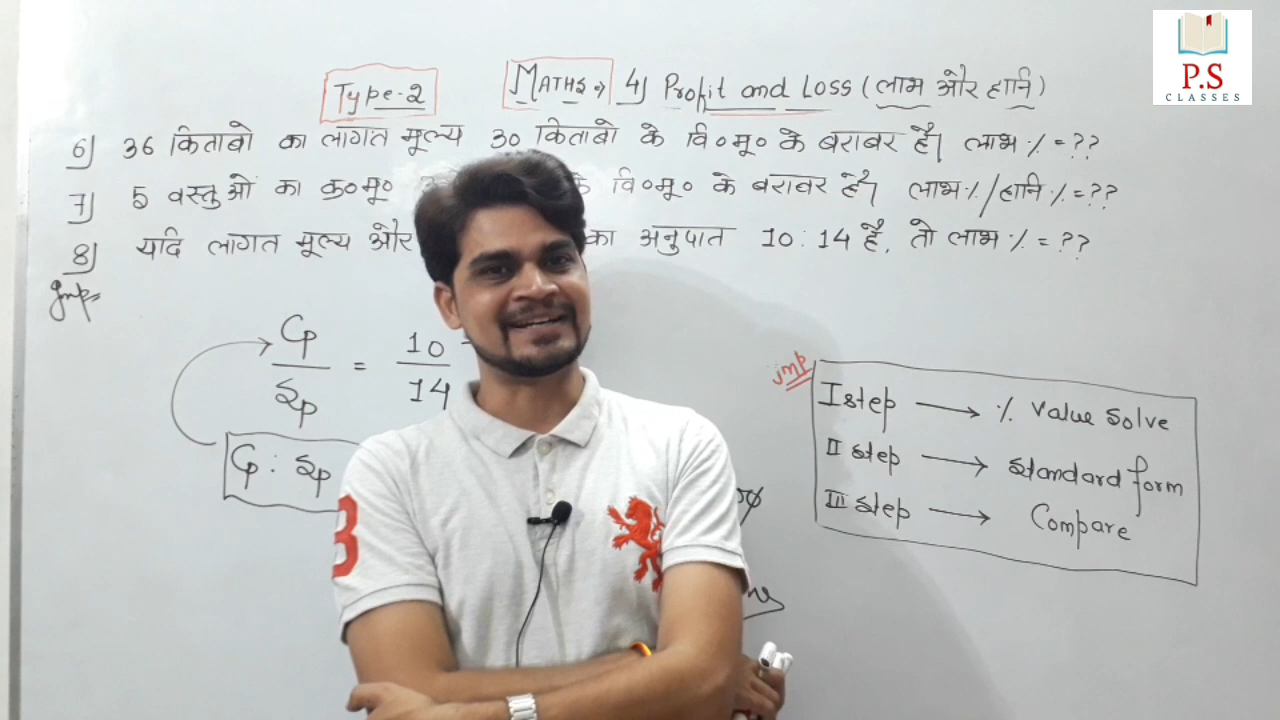 P.S
CLASSES
Type-2
MATHS → 4) Profit and Loss (लाभ और हानि)
6) 36 किताबो का लागत मूल्य 30 किताबो के वि०मू० के बराबर है। लाभ % = ??
7) 5 वस्तुओं का क्र०मू० वि०मू० के बराबर है। लाभ % / हानि % = ??
8) यदि लागत मूल्य और का अनुपात 10 : 14 है, तो लाभ % = ??
Imp
CP / SP = 10 / 14
CP : SP
Imp
I step → % Value Solve
II step → Standard form
III step → Compare
3